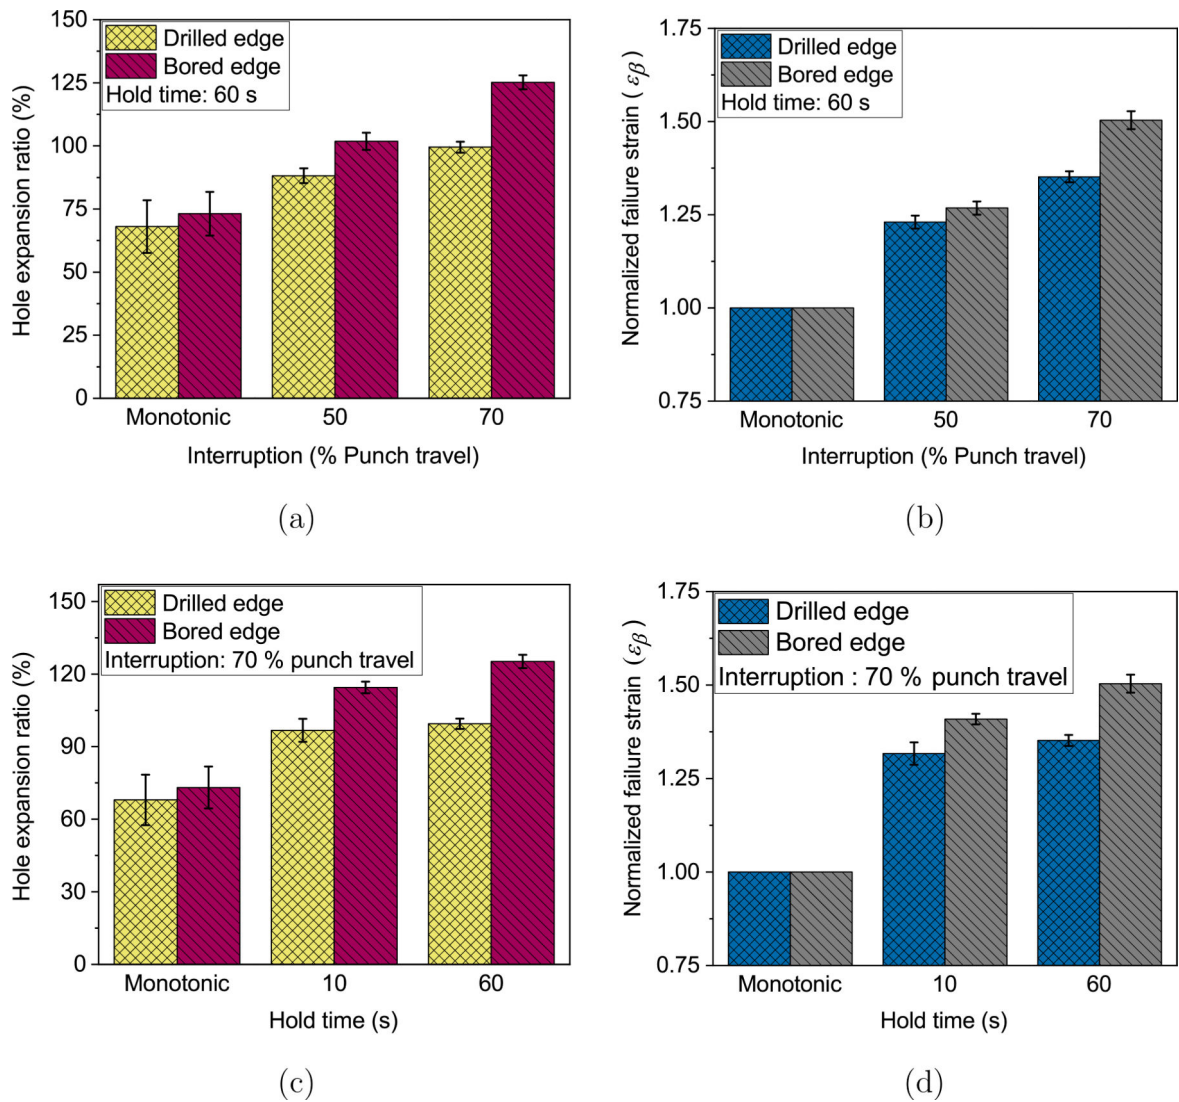 Hole expansion ratio (%)
150
125
100
75
50
25
0
Drilled edge
Bored edge
Hold time: 60 s
Monotonic 50 70
Interruption (% Punch travel)
(a)
Normalized failure strain ( εβ)
1.75
1.50
1.25
1.00
0.75
Drilled edge
Bored edge
Hold time: 60 s
Monotonic 50 70
Interruption (% Punch travel)
(b)
Hole expansion ratio (%)
150
120
90
60
30
0
Drilled edge
Bored edge
Interruption: 70 % punch travel
Monotonic 10 60
Hold time (s)
(c)
Normalized failure strain (εβ)
1.75
1.50
1.25
1.00
0.75
Drilled edge
Bored edge
Interruption : 70 % punch travel
Monotonic 10 60
Hold time (s)
(d)